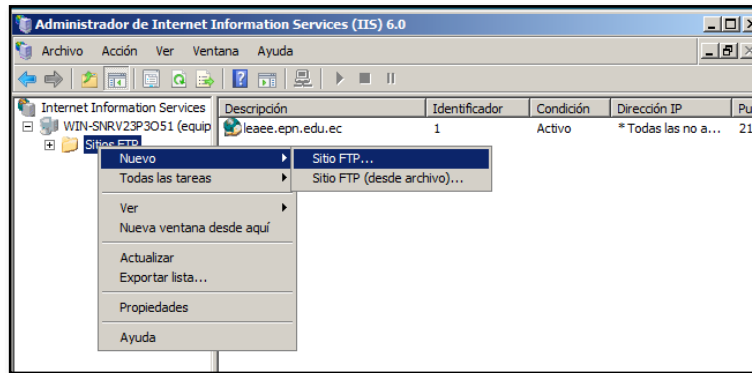 Administrador de Internet Information Services (IIS) 6.0
Archivo Acción Ver Ventana Ayuda
Internet Information Services
Descripción Identificador Condición Dirección IP Pu
WIN-SNRV23P3O51 (equip
leaee.epn.edu.ec 1 Activo * Todas las no a... 21
Sitios FTP
Nuevo
Sitio FTP...
Todas las tareas
Sitio FTP (desde archivo)...
Ver
Nueva ventana desde aquí
Actualizar
Exportar lista...
Propiedades
Ayuda